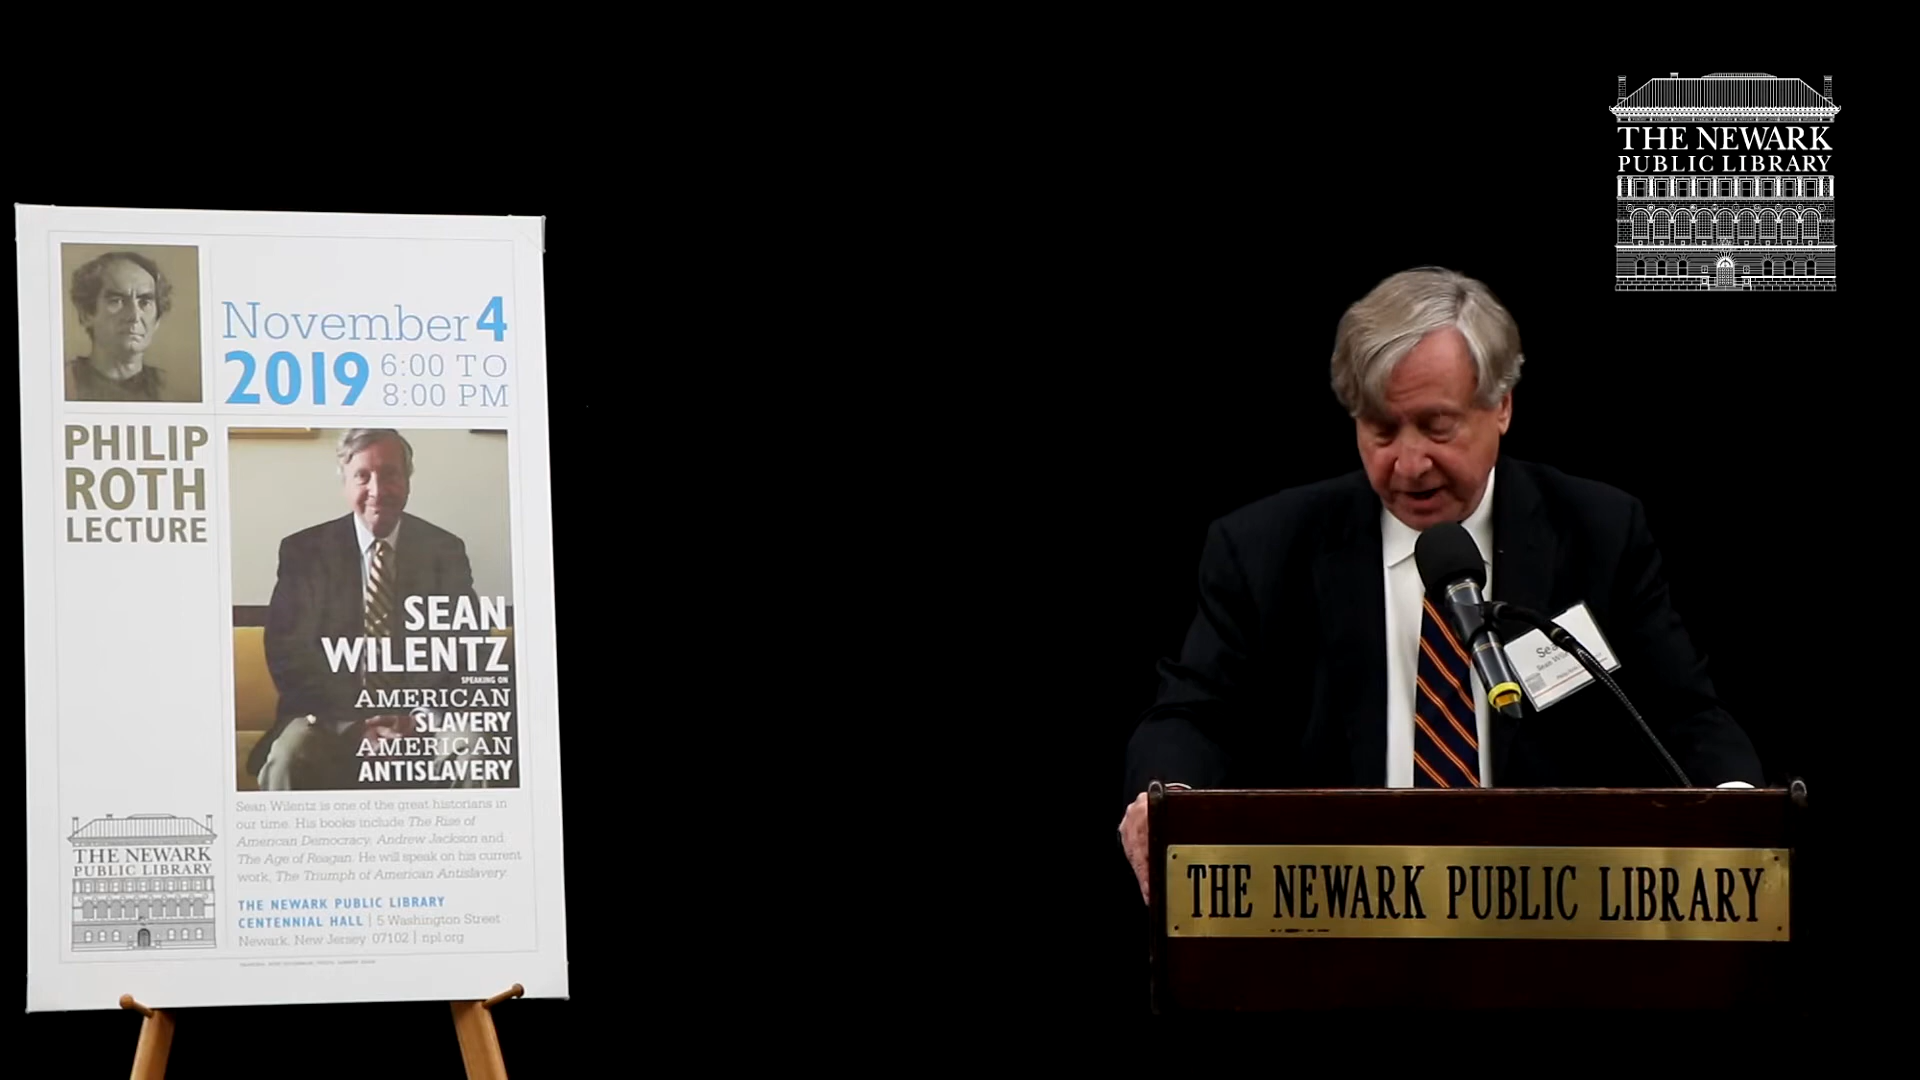 THE NEWARK
PUBLIC LIBRARY
November 4
2019 6:00 TO
8:00 PM
PHILIP
ROTH
LECTURE
SEAN
WILENTZ
SPEAKING ON
AMERICAN
SLAVERY
AMERICAN
ANTISLAVERY
Sean Wilentz is one of the great historians in
our time. His books include The Rise of
American Democracy, Andrew Jackson and
The Age of Reagan. He will speak on his current
work, The Triumph of American Antislavery.
THE NEWARK PUBLIC LIBRARY
CENTENNIAL HALL | 5 Washington Street
Newark, New Jersey 07102 | npl.org
THE NEWARK
PUBLIC LIBRARY
Sean
THE NEWARK PUBLIC LIBRARY